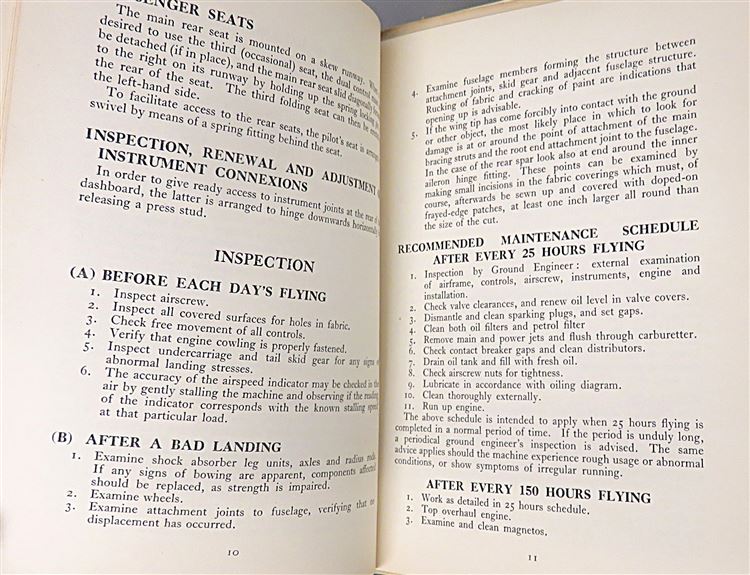 SENGER SEATS
The main rear seat is mounted on a skew runway. When
desired to use the third (occasional) seat, the dual control
be detached (if in place), and the main rear seat slid diagonally
to the right on its runway by holding up the spring lock
the rear of the seat. The third folding seat can then be
the left-hand side.
To facilitate access to the rear seats, the pilot's seat is
swivel by means of a spring fitting behind the seat.
INSPECTION, RENEWAL AND ADJUSTMENT
INSTRUMENT CONNEXIONS
In order to give ready access to instrument joints at the rear of
dashboard, the latter is arranged to hinge downwards horizontally
releasing a press stud.
INSPECTION
(A) BEFORE EACH DAY'S FLYING
1. Inspect airscrew.
2. Inspect all covered surfaces for holes in fabric.
3. Check free movement of all controls.
4. Verify that engine cowling is properly fastened.
5. Inspect undercarriage and tail skid gear for any signs of
abnormal landing stresses.
6. The accuracy of the airspeed indicator may be checked in the
air by gently stalling the machine and observing if the reading
of the indicator corresponds with the known stalling speed
at that particular load.
(B) AFTER A BAD LANDING
1. Examine shock absorber leg units, axles and radius rods.
If any signs of bowing are apparent, components affected
should be replaced, as strength is impaired.
2. Examine wheels.
3. Examine attachment joints to fuselage, verifying that no
displacement has occurred.
10
4. Examine fuselage members forming the structure between
attachment joints, skid gear and adjacent fuselage structure.
Rucking of fabric and cracking of paint are indications that
opening up is advisable.
5. If the wing tip has come forcibly into contact with the ground
or other object, the most likely place in which to look for
damage is at or around the point of attachment of the main
bracing struts and the root end attachment joint to the fuselage.
In the case of the rear spar look also at end around the inner
aileron hinge fitting. These points can be examined by
making small incisions in the fabric coverings which must, of
course, afterwards be sewn up and covered with doped-on
frayed-edge patches, at least one inch larger all round than
the size of the cut.
RECOMMENDED MAINTENANCE SCHEDULE
AFTER EVERY 25 HOURS FLYING
1. Inspection by Ground Engineer: external examination
of airframe, controls, airscrew, instruments, engine and
installation.
2. Check valve clearances, and renew oil level in valve covers.
3. Dismantle and clean sparking plugs, and set gaps.
4. Clean both oil filters and petrol filter
5. Remove main and power jets and flush through carburetter.
6. Check contact breaker gaps and clean distributors.
7. Drain oil tank and fill with fresh oil.
8. Check airscrew nuts for tightness.
9. Lubricate in accordance with oiling diagram.
10. Clean thoroughly externally.
11. Run up engine.
The above schedule is intended to apply when 25 hours flying is
completed in a normal period of time. If the period is unduly long,
a periodical ground engineer's inspection is advised. The same
advice applies should the machine experience rough usage or abnormal
conditions, or show symptoms of irregular running.
AFTER EVERY 150 HOURS FLYING
1. Work as detailed in 25 hours schedule.
2. Top overhaul engine.
3. Examine and clean magnetos.
11